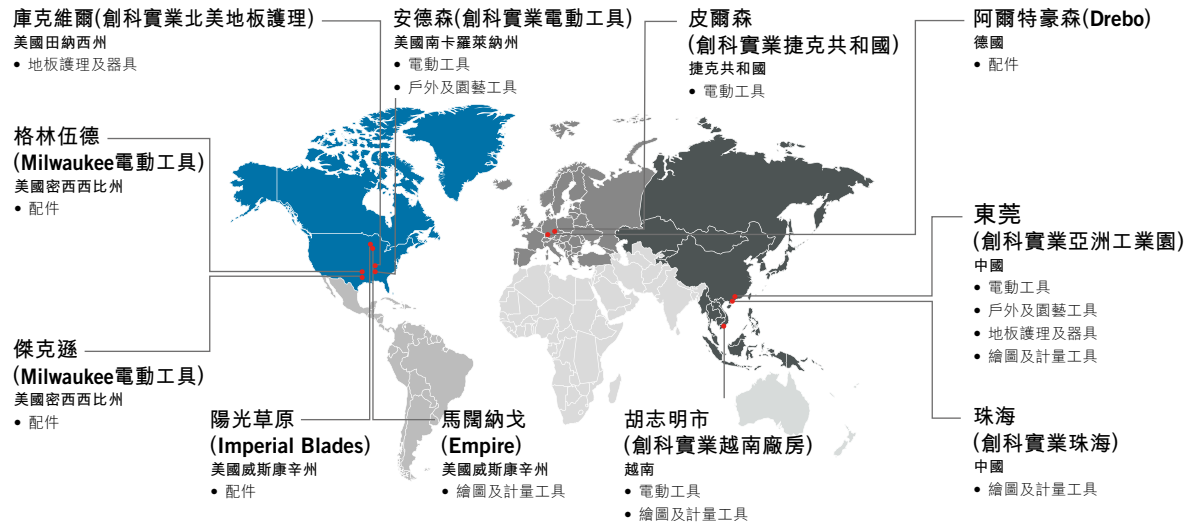 庫克維爾(創科實業北美地板護理)
美國田納西州
• 地板護理及器具
安德森(創科實業電動工具)
美國南卡羅萊納州
• 電動工具
• 戶外及園藝工具
皮爾森
(創科實業捷克共和國)
捷克共和國
• 電動工具
阿爾特豪森(Drebo)
德國
• 配件
格林伍德
(Milwaukee電動工具)
美國密西西比州
• 配件
東莞
(創科實業亞洲工業園)
中國
• 電動工具
• 戶外及園藝工具
• 地板護理及器具
• 繪圖及計量工具
傑克遜
(Milwaukee電動工具)
美國密西西比州
• 配件
陽光草原
(Imperial Blades)
美國威斯康辛州
• 配件
馬闊納戈
(Empire)
美國威斯康辛州
• 繪圖及計量工具
胡志明市
(創科實業越南廠房)
越南
• 電動工具
• 繪圖及計量工具
珠海
(創科實業珠海)
中國
• 繪圖及計量工具